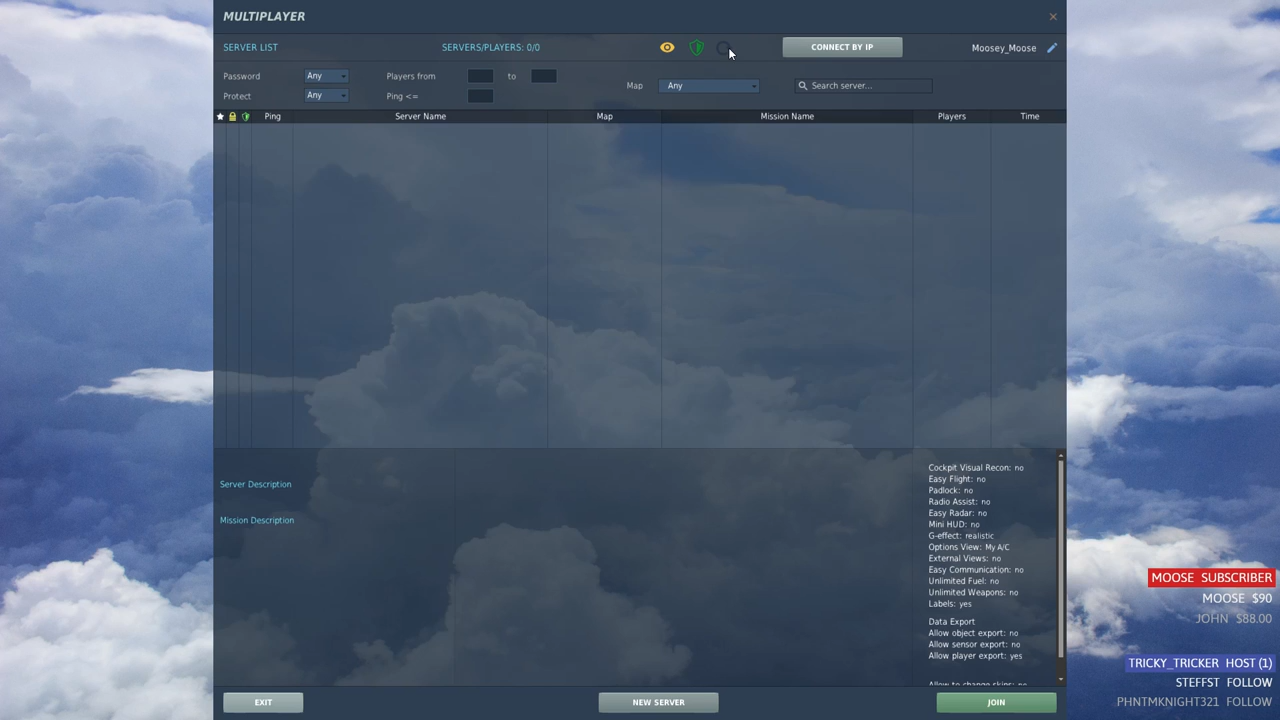 MULTIPLAYER
SERVER LIST
SERVERS/PLAYERS: 0/0
CONNECT BY IP
Moosey_Moose
Password Any
Players from to
Protect Any
Ping <=
Map Any
Search server...
Ping Server Name Map Mission Name Players Time
Server Description
Mission Description
Cockpit Visual Recon: no
Easy Flight: no
Padlock: no
Radio Assist: no
Easy Radar: no
Mini HUD: no
G-effect: realistic
Options View: My A/C
External Views: no
Easy Communication: no
Unlimited Fuel: no
Unlimited Weapons: no
Labels: yes
Data Export
Allow object export: no
Allow sensor export: no
Allow player export: yes
Allow to change skins: no
EXIT
NEW SERVER
JOIN
MOOSE SUBSCRIBER
MOOSE $90
JOHN $88.00
TRICKY_TRICKER HOST (1)
STEFFST FOLLOW
PHNTMKNIGHT321 FOLLOW